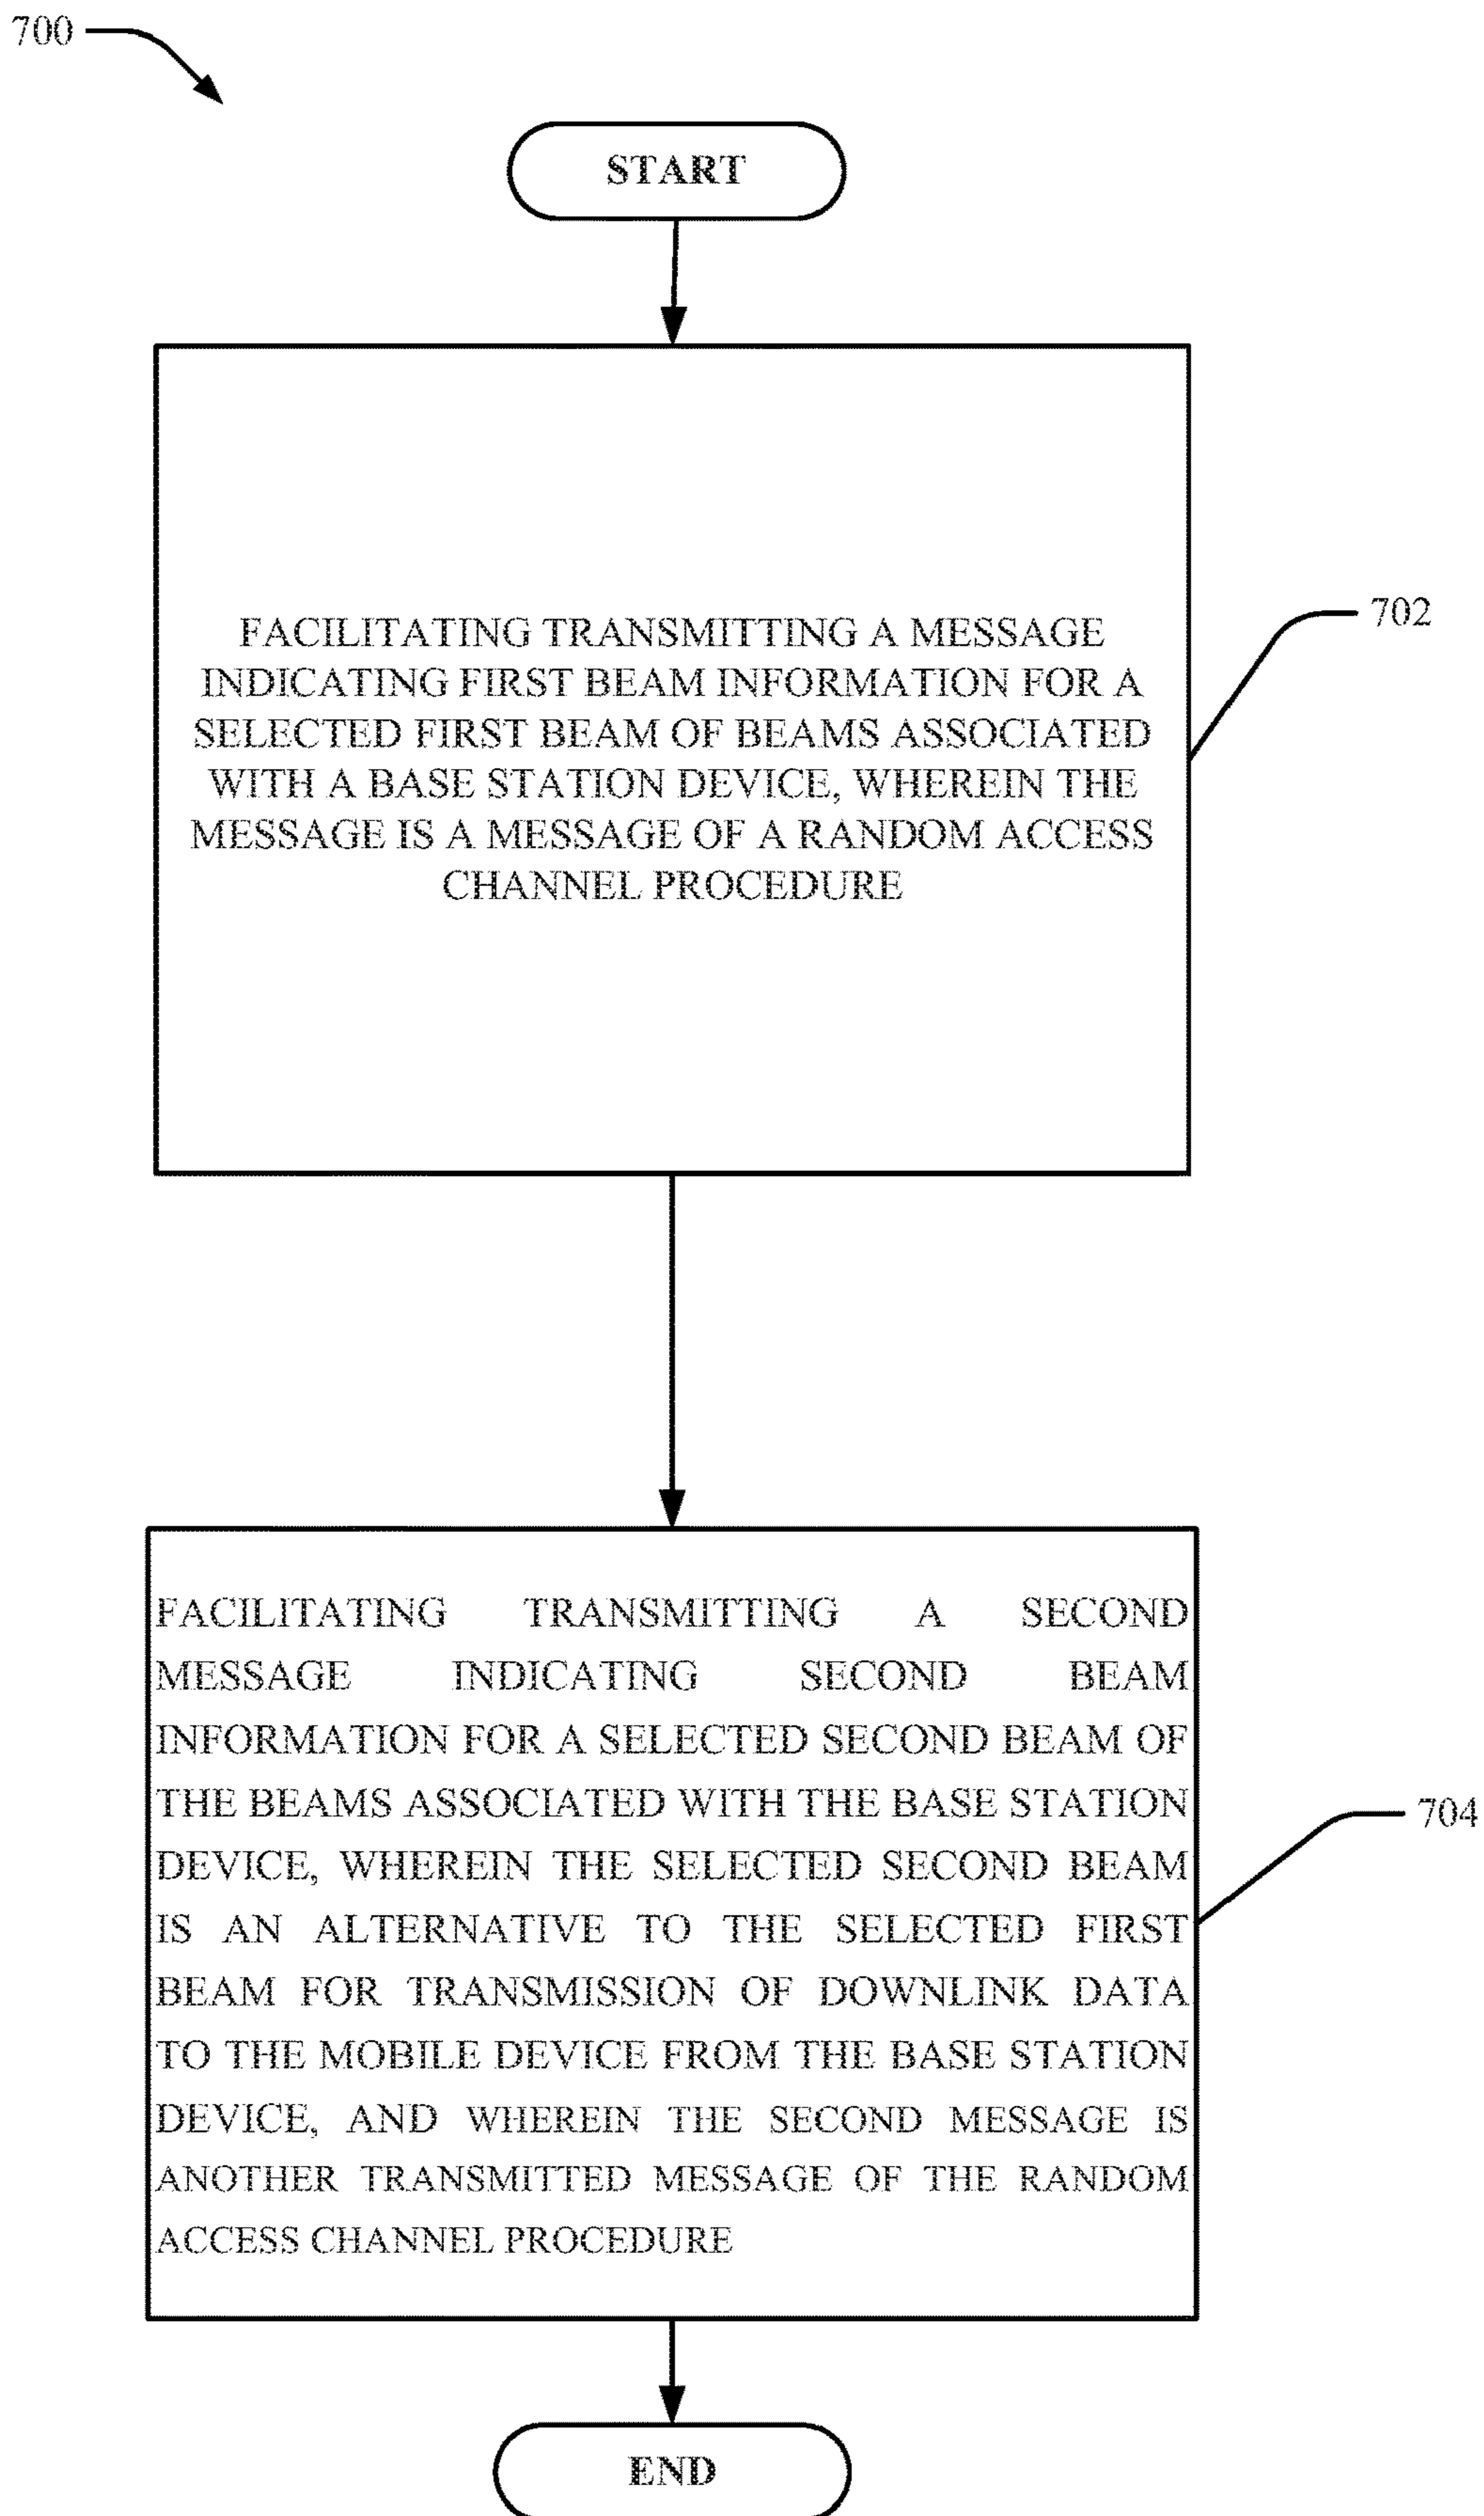 700
START
FACILITATING TRANSMITTING A MESSAGE
INDICATING FIRST BEAM INFORMATION FOR A
SELECTED FIRST BEAM OF BEAMS ASSOCIATED
WITH A BASE STATION DEVICE, WHEREIN THE
MESSAGE IS A MESSAGE OF A RANDOM ACCESS
CHANNEL PROCEDURE
702
FACILITATING TRANSMITTING A SECOND
MESSAGE INDICATING SECOND BEAM
INFORMATION FOR A SELECTED SECOND BEAM OF
THE BEAMS ASSOCIATED WITH THE BASE STATION
DEVICE, WHEREIN THE SELECTED SECOND BEAM
IS AN ALTERNATIVE TO THE SELECTED FIRST
BEAM FOR TRANSMISSION OF DOWNLINK DATA
TO THE MOBILE DEVICE FROM THE BASE STATION
DEVICE, AND WHEREIN THE SECOND MESSAGE IS
ANOTHER TRANSMITTED MESSAGE OF THE RANDOM
ACCESS CHANNEL PROCEDURE
704
END